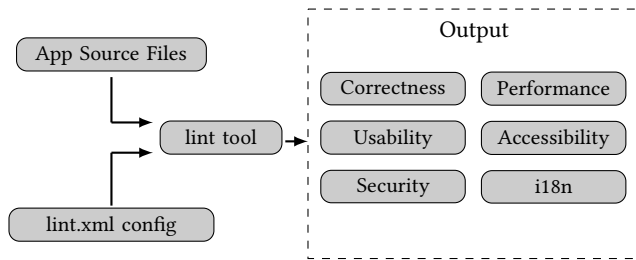 App Source Files
lint tool
lint.xml config
Output
Correctness
Performance
Usability
Accessibility
Security
i18n